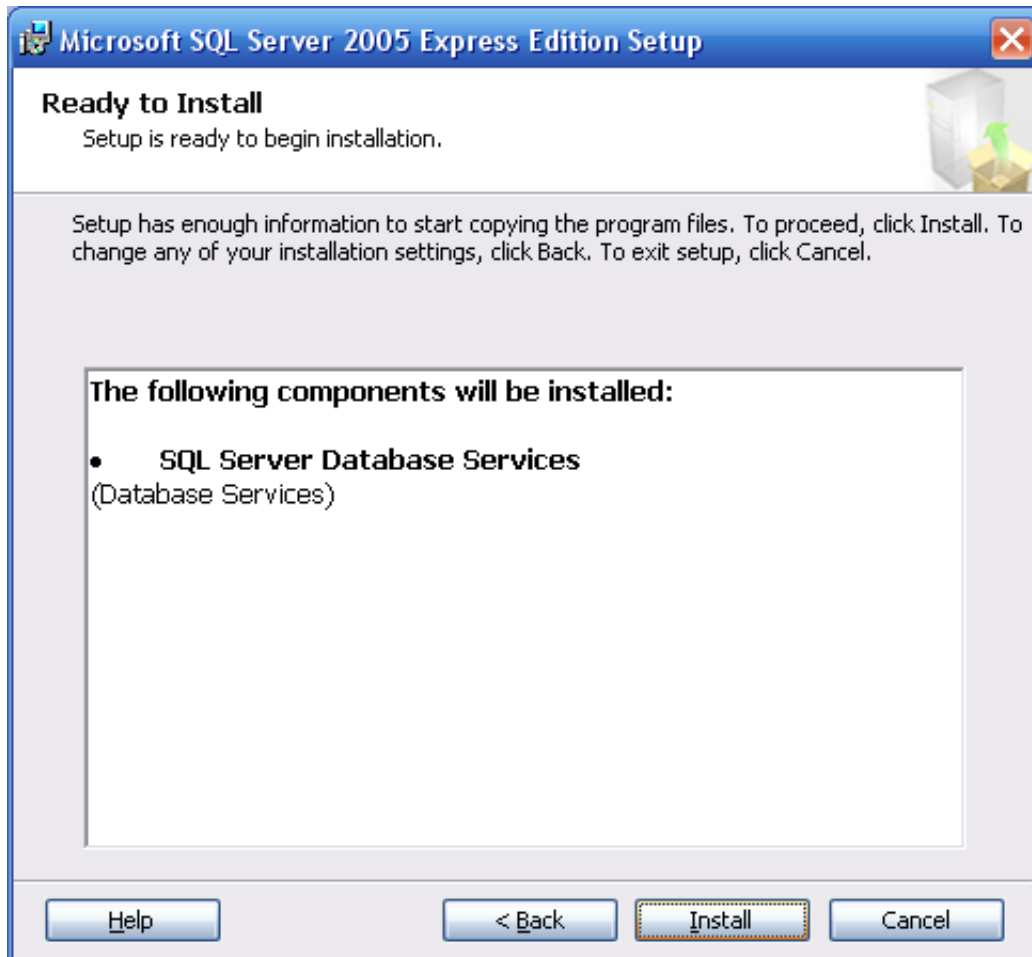 Microsoft SQL Server 2005 Express Edition Setup
Ready to Install
Setup is ready to begin installation.
Setup has enough information to start copying the program files. To proceed, click Install. To
change any of your installation settings, click Back. To exit setup, click Cancel.
The following components will be installed:
• SQL Server Database Services
(Database Services)
Help
< Back
Install
Cancel